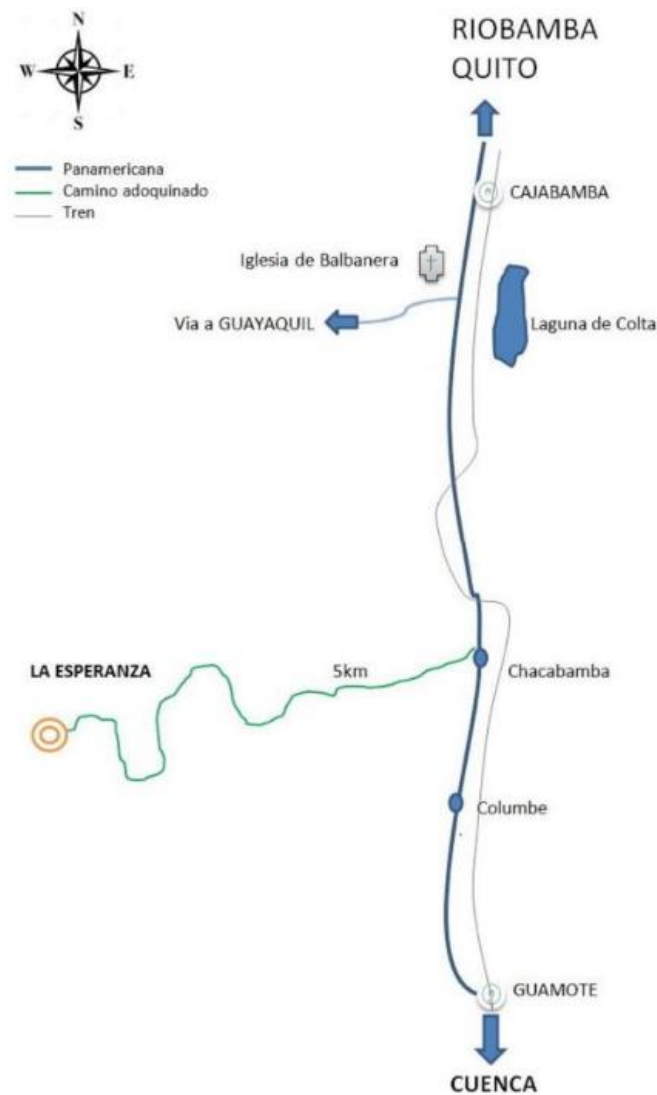 N
W E
S
Panamericana
Camino adoquinado
Tren
RIOBAMBA
QUITO
CAJABAMBA
Iglesia de Balbanera
Via a GUAYAQUIL
Laguna de Colta
LA ESPERANZA
5km
Chacabamba
Columbe
GUAMOTE
CUENCA